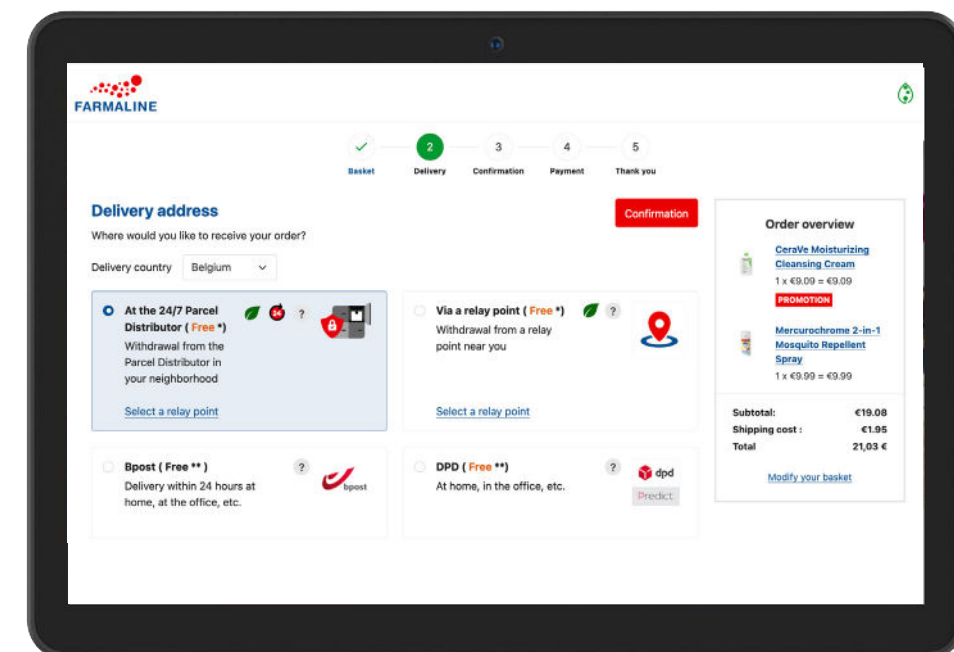 FARMALINE
2
3
4
5
Basket
Delivery
Confirmation
Payment
Thank you
Delivery address
Confirmation
Where would you like to receive your order?
Delivery country
Belgium
At the 24/7 Parcel
Distributor ( Free *)
24
?
Withdrawal from the
Parcel Distributor in
your neighborhood
Select a relay point
Via a relay point ( Free *)
?
Withdrawal from a relay
point near you
Select a relay point
Bpost ( Free ** )
?
Delivery within 24 hours at
home, at the office, etc.
bpost
DPD ( Free **)
?
At home, in the office, etc.
dpd
Predict
Order overview
CeraVe Moisturizing
Cleansing Cream
1 x €9.09 = €9.09
PROMOTION
Mercurochrome 2-in-1
Mosquito Repellent
Spray
1 x €9.99 = €9.99
Subtotal: €19.08
Shipping cost : €1.95
Total 21,03 €
Modify your basket